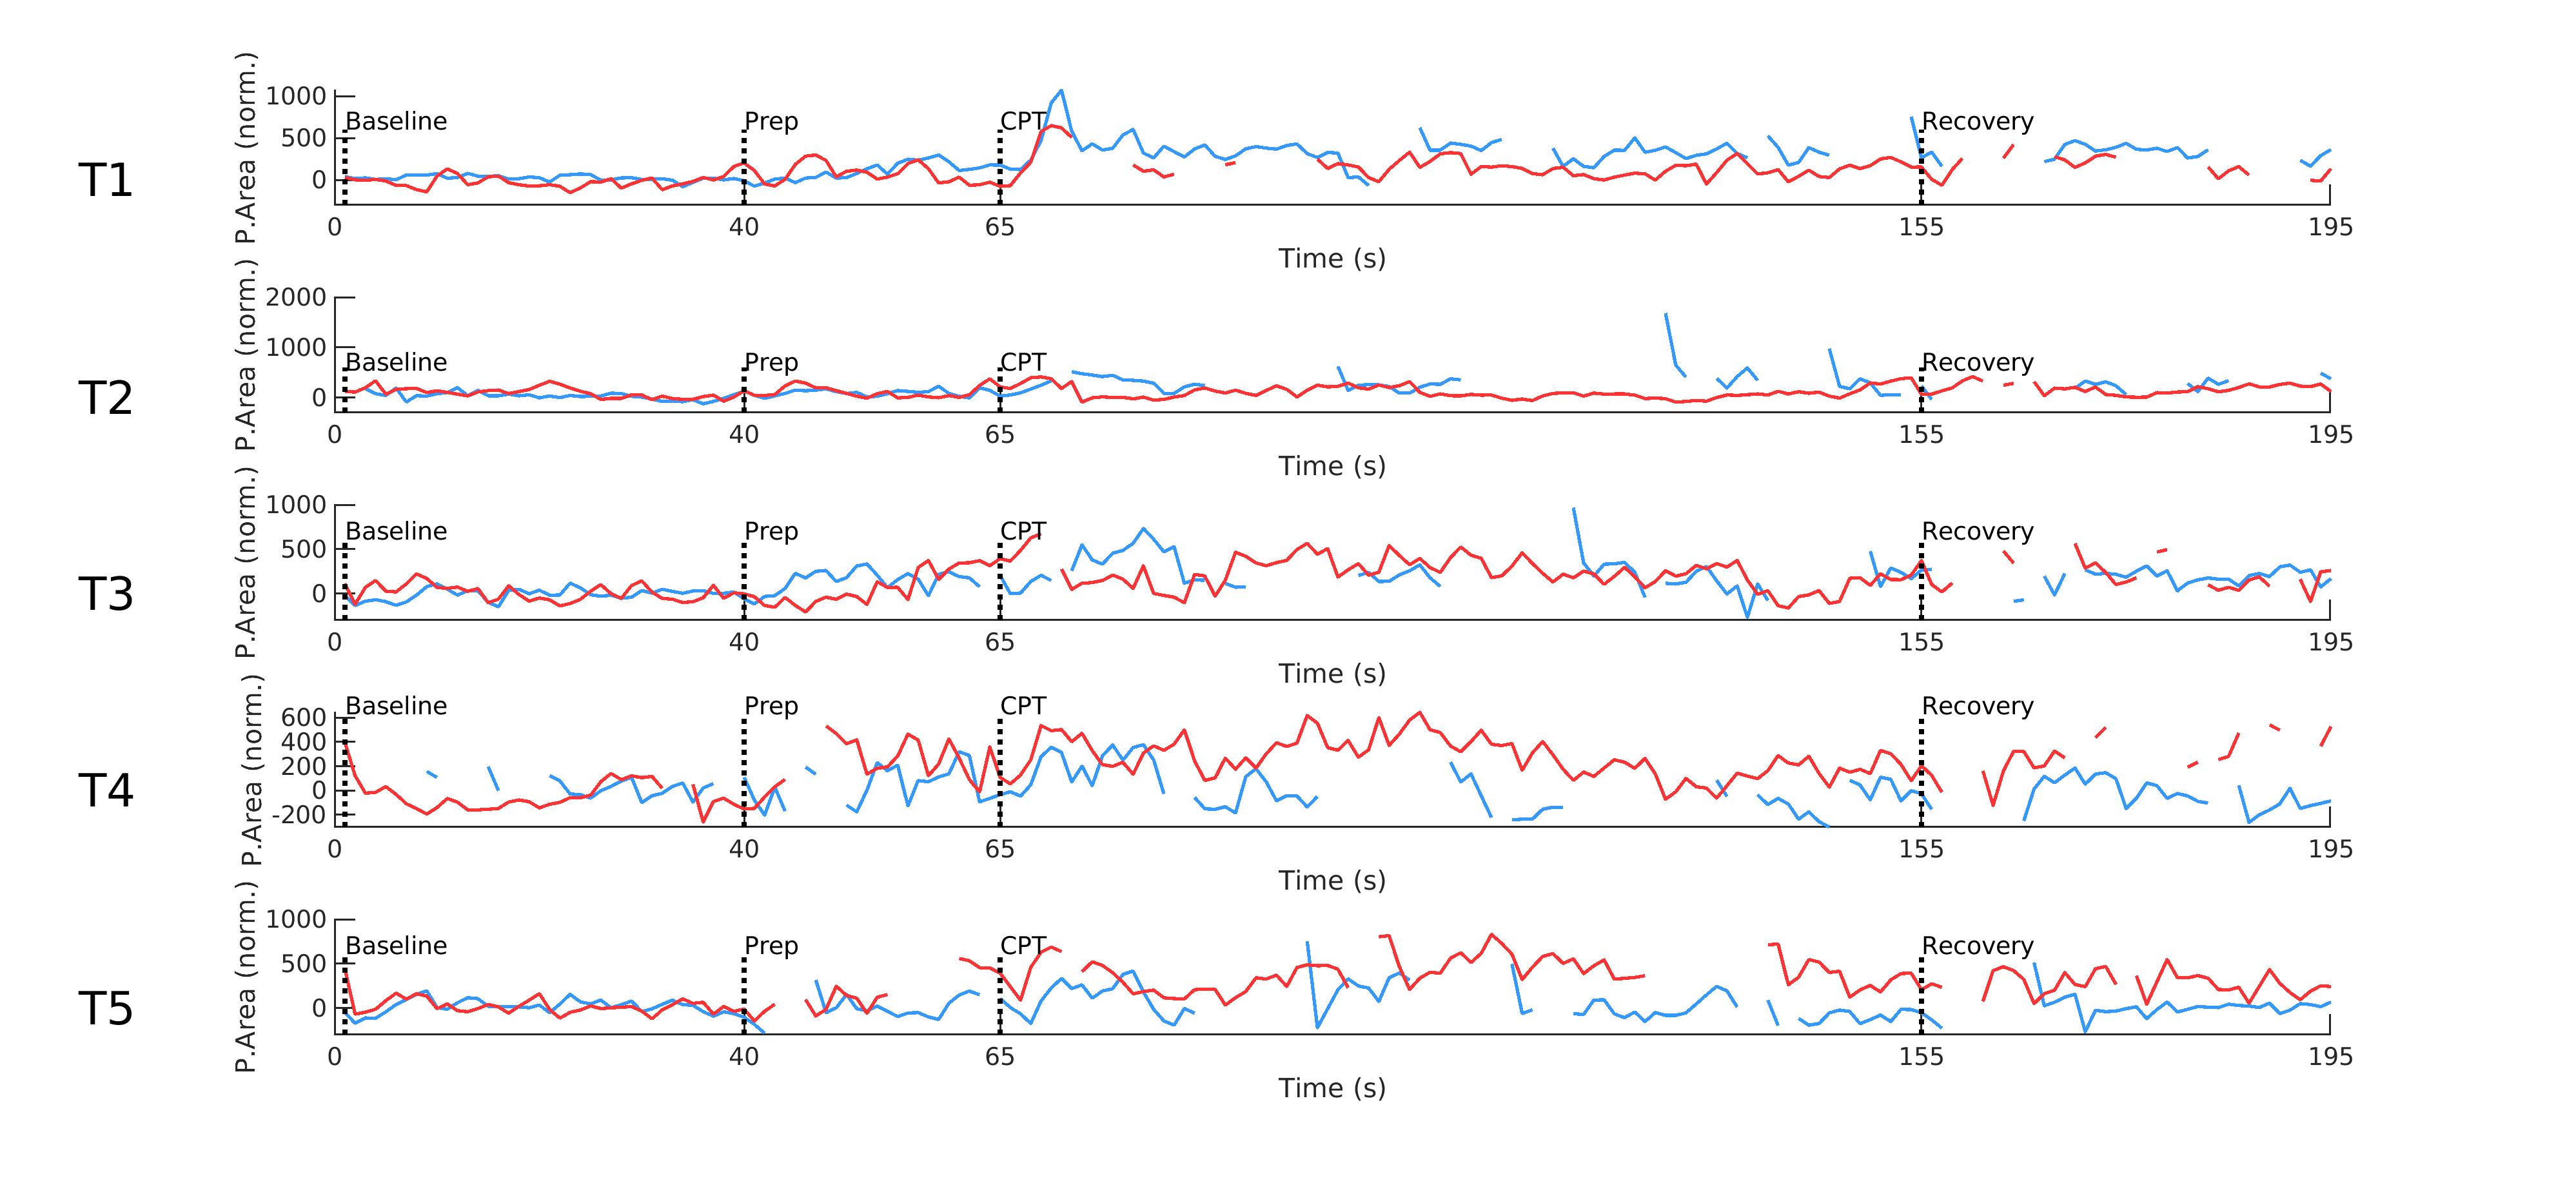 T1
P.Area (norm.)
1000
500
0
Baseline
Prep
CPT
Recovery
0 40 65 155 195
Time (s)
T2
P.Area (norm.)
2000
1000
0
Baseline
Prep
CPT
Recovery
0 40 65 155 195
Time (s)
T3
P.Area (norm.)
1000
500
0
Baseline
Prep
CPT
Recovery
0 40 65 155 195
Time (s)
T4
P.Area (norm.)
600
400
200
0
-200
Baseline
Prep
CPT
Recovery
0 40 65 155 195
Time (s)
T5
P.Area (norm.)
1000
500
0
Baseline
Prep
CPT
Recovery
0 40 65 155 195
Time (s)